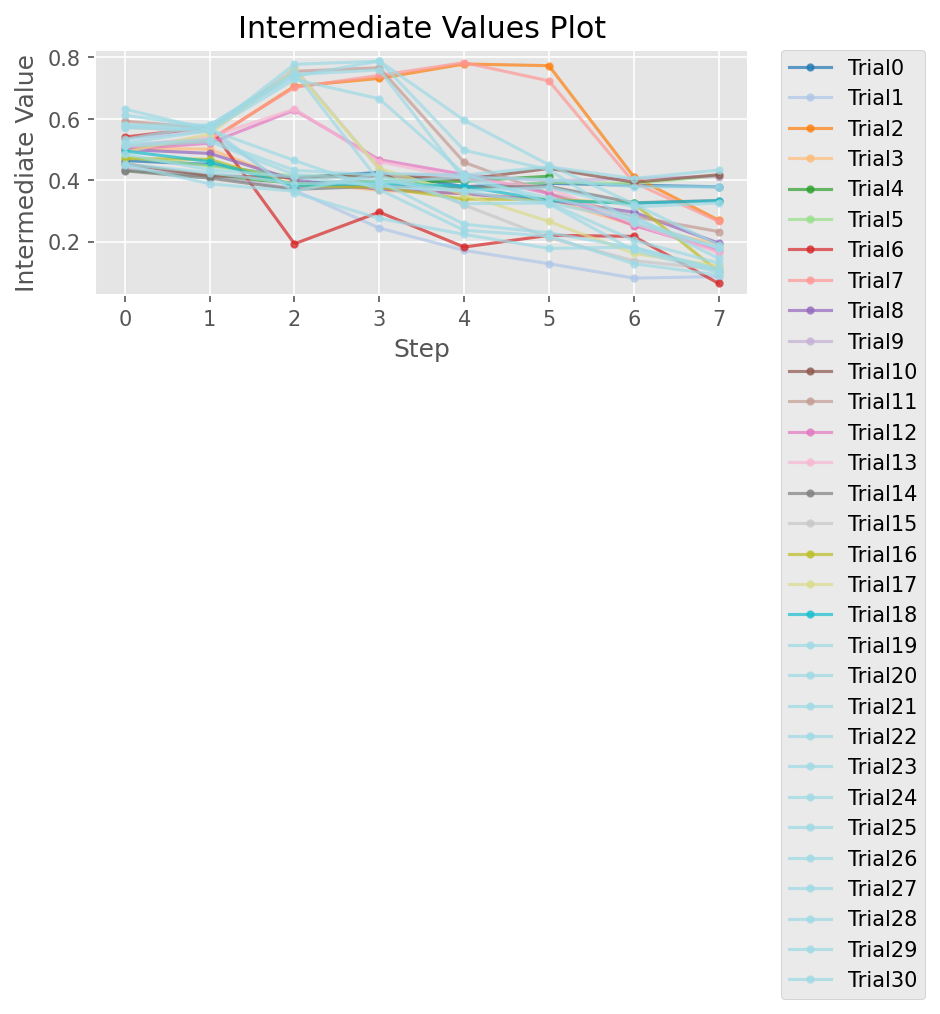 Intermediate Values Plot
Intermediate Value
0.8
0.6
0.4
0.2
0 1 2 3 4 5 6 7
Step
Trial0
Trial1
Trial2
Trial3
Trial4
Trial5
Trial6
Trial7
Trial8
Trial9
Trial10
Trial11
Trial12
Trial13
Trial14
Trial15
Trial16
Trial17
Trial18
Trial19
Trial20
Trial21
Trial22
Trial23
Trial24
Trial25
Trial26
Trial27
Trial28
Trial29
Trial30